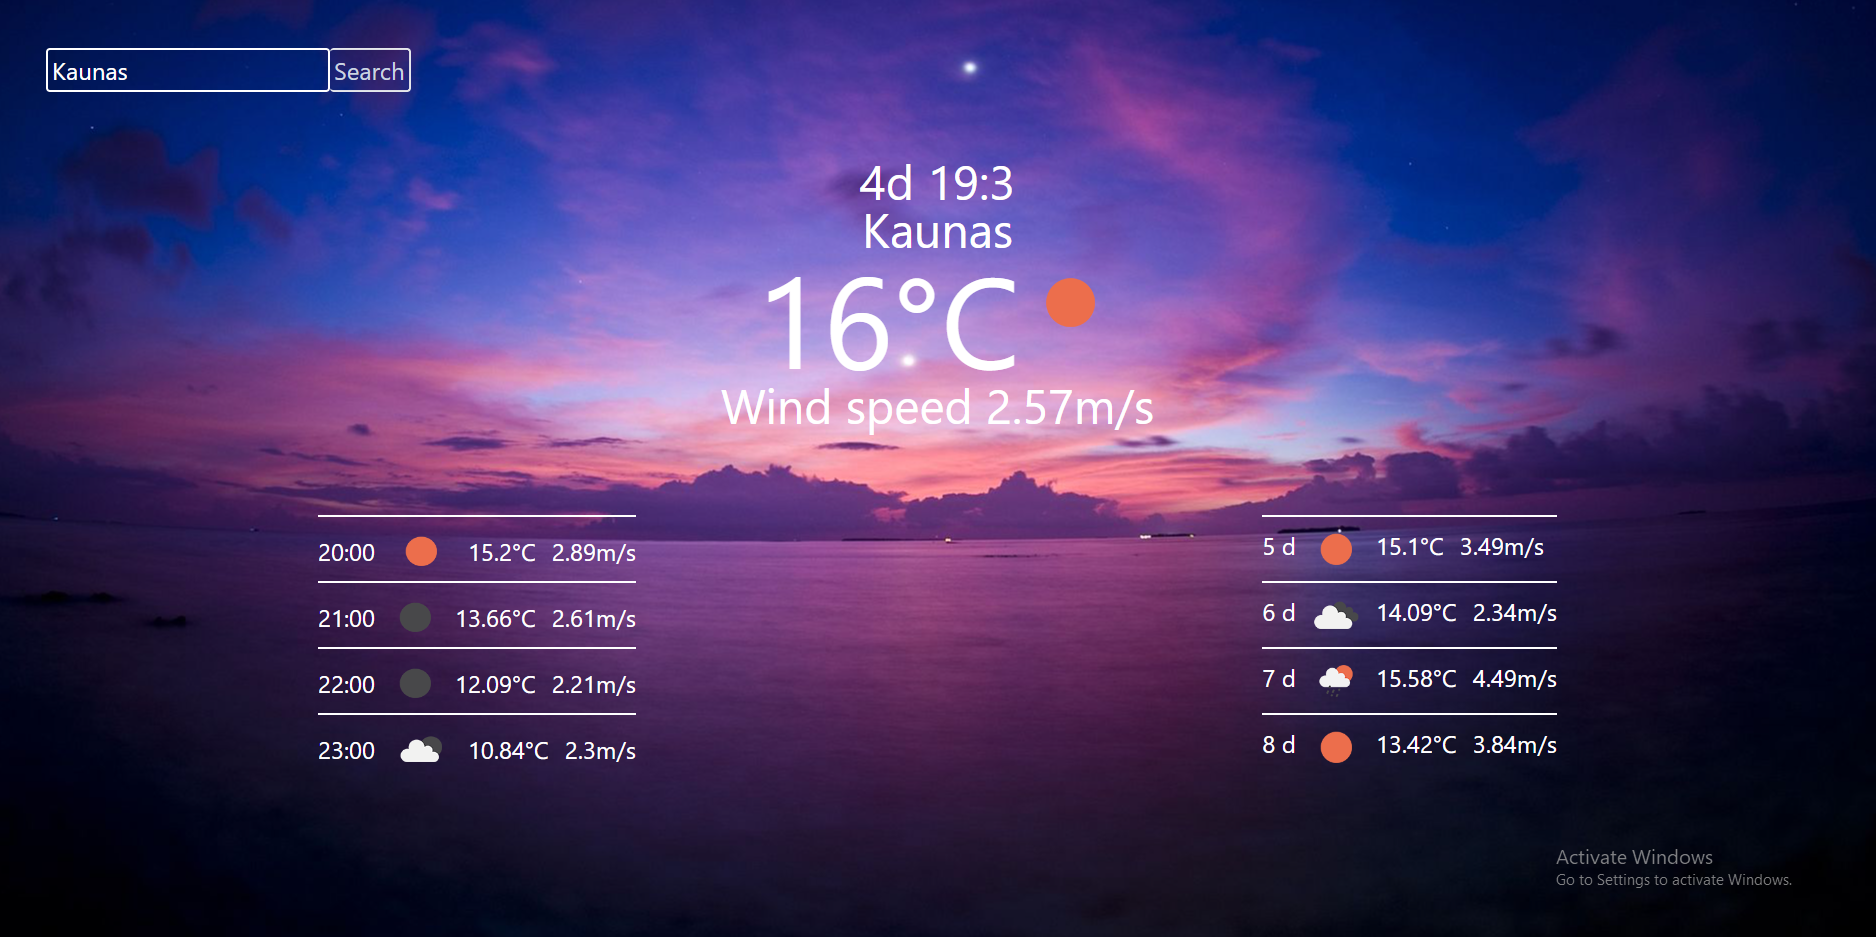 Kaunas Search
4d 19:3
Kaunas
16°C
Wind speed 2.57m/s
20:00 15.2°C 2.89m/s
21:00 13.66°C 2.61m/s
22:00 12.09°C 2.21m/s
23:00 10.84°C 2.3m/s
5 d 15.1°C 3.49m/s
6 d 14.09°C 2.34m/s
7 d 15.58°C 4.49m/s
8 d 13.42°C 3.84m/s
Activate Windows
Go to Settings to activate Windows.